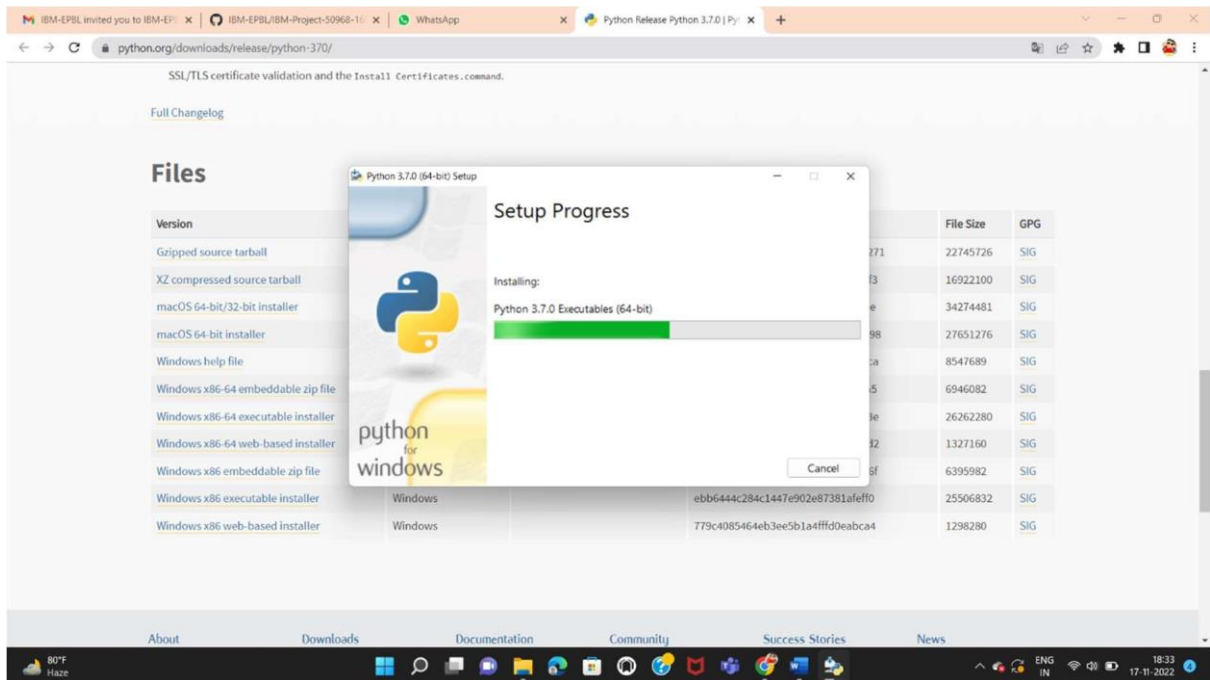 IBM-EPBL invited you to IBM-EP
IBM-EPBL/IBM-Project-50968-16
WhatsApp
Python Release Python 3.7.0 | Py
python.org/downloads/release/python-370/
SSL/TLS certificate validation and the Install Certificates.command.
Full Changelog
Files
Version
File Size
GPG
Gzipped source tarball
271
22745726
SIG
XZ compressed source tarball
f3
16922100
SIG
macOS 64-bit/32-bit installer
e
34274481
SIG
macOS 64-bit installer
98
27651276
SIG
Windows help file
ca
8547689
SIG
Windows x86-64 embeddable zip file
6946082
SIG
Windows x86-64 executable installer
26262280
SIG
Windows x86-64 web-based installer
1327160
SIG
Windows x86 embeddable zip file
6395982
SIG
Windows x86 executable installer
Windows
ebb6444c284c1447e902e87381afeff0
25506832
SIG
Windows x86 web-based installer
Windows
779c4085464eb3ee5b1a4fffd0eabca4
1298280
SIG
Python 3.7.0 (64-bit) Setup
Setup Progress
Installing:
Python 3.7.0 Executables (64-bit)
python
for
windows
Cancel
About
Downloads
Documentation
Community
Success Stories
News
80°F
Haze
ENG
IN
18:33
17-11-2022
4